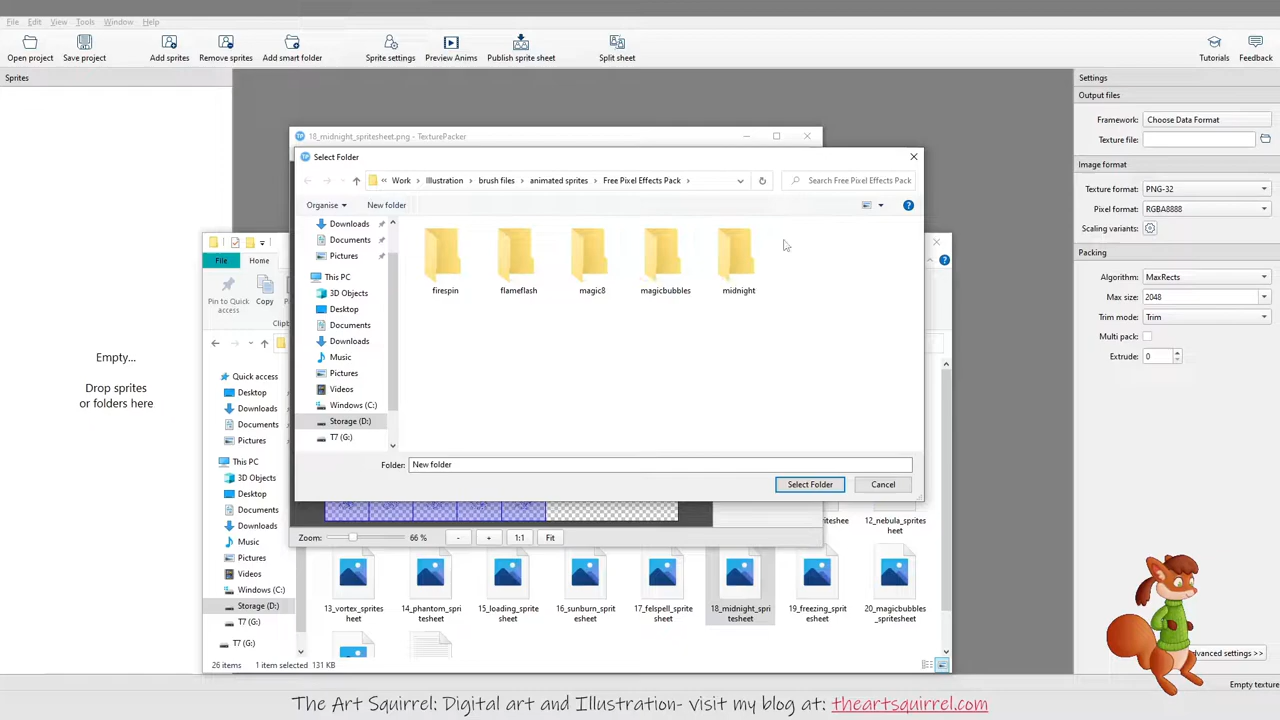 File Edit View Tools Window Help
Open project Save project Add sprites Remove sprites Add smart folder Sprite settings Preview Anims Publish sprite sheet Split sheet Tutorials Feedback
Sprites
Settings
Output files
Framework: Choose Data Format
Texture file:
Image format
Texture format: PNG-32
Pixel format: RGBA8888
Scaling variants:
Packing
Algorithm: MaxRects
Max size: 2048
Trim mode: Trim
Multi pack:
Extrude: 0
Advanced settings >>
Empty texture
Empty...
Drop sprites
or folders here
18_midnight_spritesheet.png - TexturePacker
Select Folder
« Work › Illustration › brush files › animated sprites › Free Pixel Effects Pack ›
Search Free Pixel Effects Pack
Organise New folder
Downloads
Documents
Pictures
This PC
3D Objects
Desktop
Documents
Downloads
Music
Pictures
Videos
Windows (C:)
Storage (D:)
T7 (G:)
firespin flameflash magic8 magicbubbles midnight
Folder: New folder
Select Folder Cancel
Zoom: 66 % - + 1:1 Fit
File Home
Pin to Quick
access
Copy
Quick access
Desktop
Downloads
Documents
Pictures
This PC
3D Objects
Desktop
Documents
Downloads
Music
Pictures
Videos
Windows (C:)
Storage (D:)
T7 (G:)
T7 (G:)
12_nebula_sprites
heet
13_vortex_sprites
heet
14_phantom_spri
tesheet
15_loading_sprite
sheet
16_sunburn_sprit
esheet
17_felspell_sprite
sheet
18_midnight_spri
tesheet
19_freezing_sprit
esheet
20_magicbubbles
_spritesheet
26 items 1 item selected 131 KB
The Art Squirrel: Digital art and Illustration- visit my blog at: theartsquirrel.com